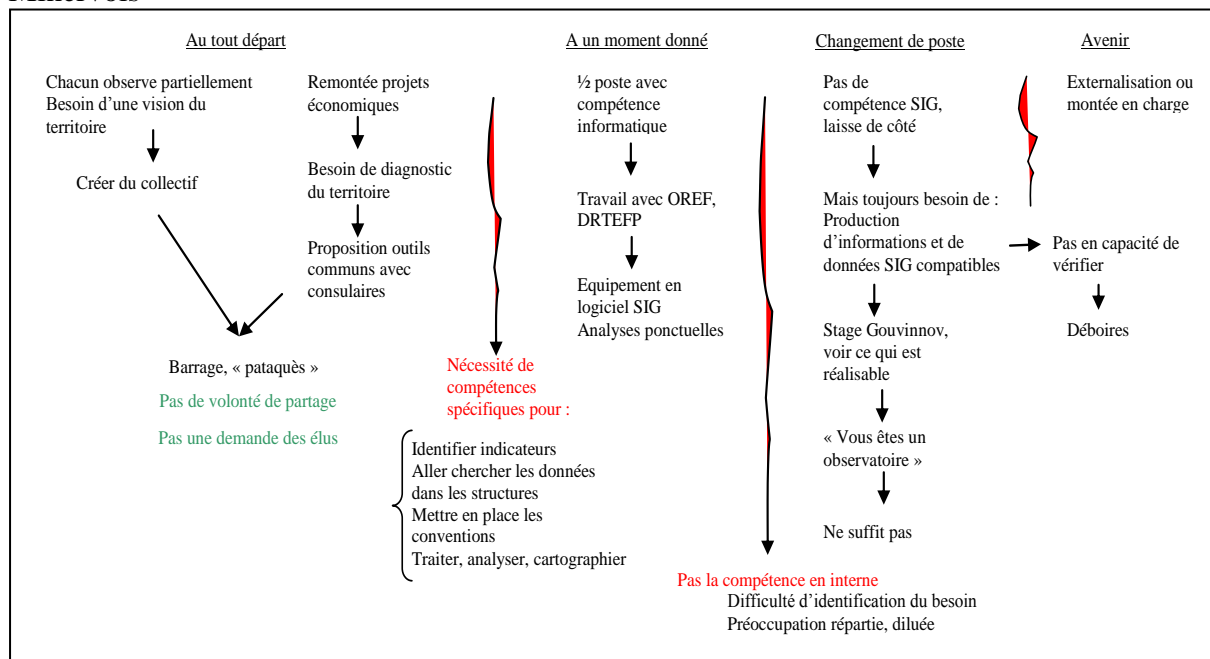 Au tout départ
Chacun observe partiellement
Besoin d'une vision du
territoire
Créer du collectif
Remontée projets
économiques
Besoin de diagnostic
du territoire
Proposition outils
communs avec
consulaires
Barrage, « pataquès »
Pas de volonté de partage
Pas une demande des élus
Nécessité de
compétences
spécifiques pour :
Identifier indicateurs
Aller chercher les données
dans les structures
Mettre en place les
conventions
Traiter, analyser, cartographier
A un moment donné
½ poste avec
compétence
informatique
Travail avec OREF,
DRTEFP
Equipement en
logiciel SIG
Analyses ponctuelles
Pas la compétence en interne
Difficulté d'identification du besoin
Préoccupation répartie, diluée
Changement de poste
Pas de
compétence SIG,
laisse de côté
Mais toujours besoin de :
Production
d'informations et de
données SIG compatibles
Stage Gouvinnov,
voir ce qui est
réalisable
« Vous êtes un
observatoire »
Ne suffit pas
Avenir
Externalisation ou
montée en charge
Pas en capacité de
vérifier
Déboires